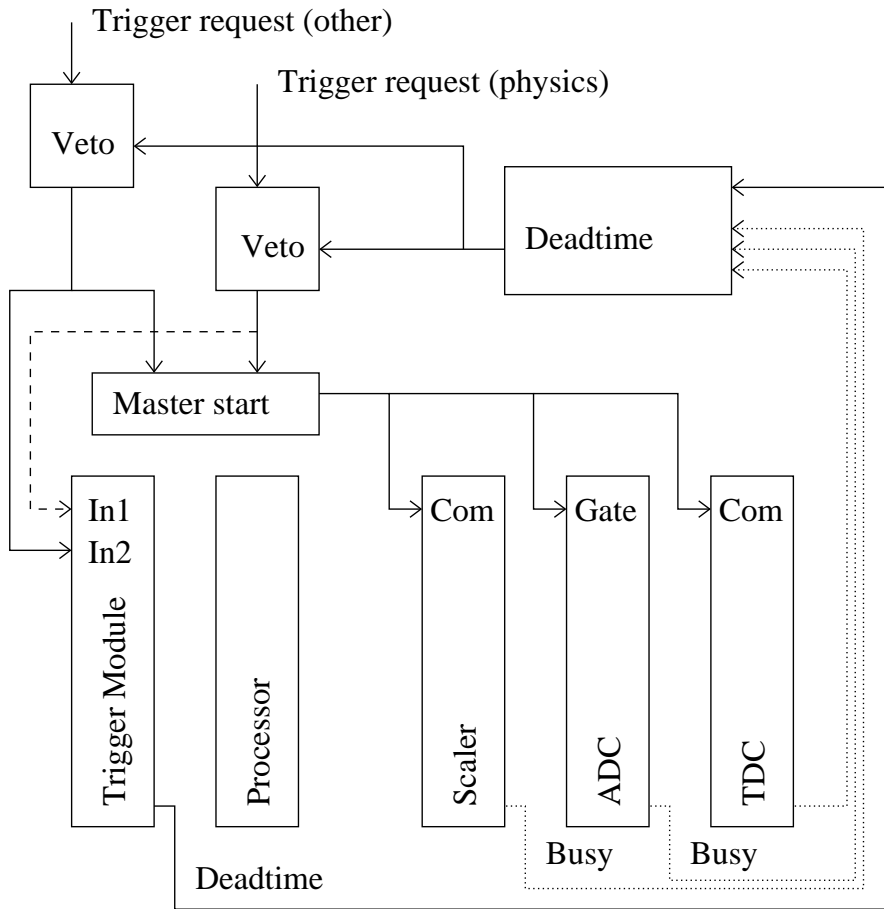 Trigger request (other)
Trigger request (physics)
Veto
Veto
Deadtime
Master start
In1
In2
Trigger Module
Processor
Com
Scaler
Gate
ADC
Com
TDC
Busy
Busy
Deadtime